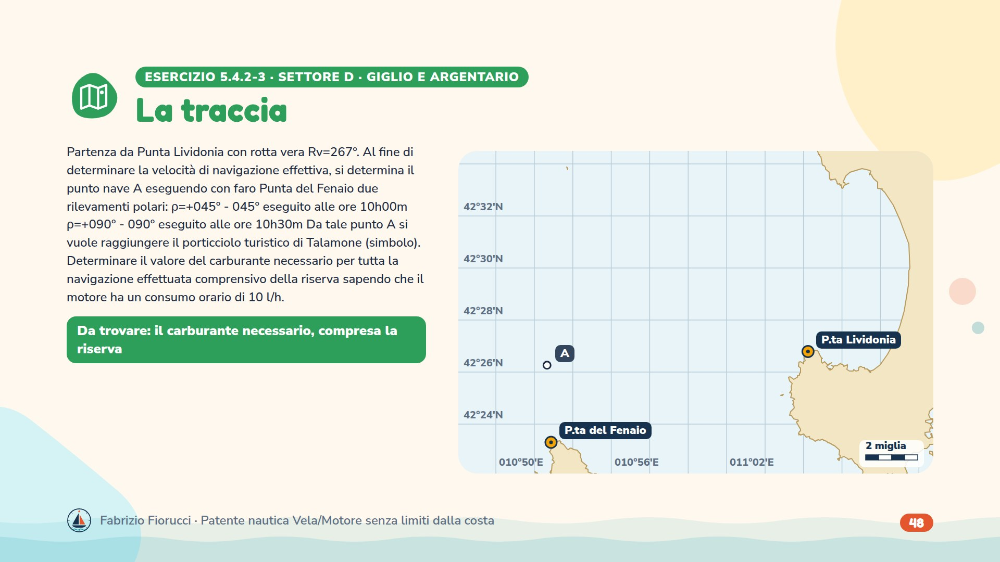 ESERCIZIO 5.4.2-3 · SETTORE D · GIGLIO E ARGENTARIO
La traccia
Partenza da Punta Lividonia con rotta vera Rv=267°. Al fine di
determinare la velocità di navigazione effettiva, si determina il
punto nave A eseguendo con faro Punta del Fenaio due
rilevamenti polari: ρ=+045° - 045° eseguito alle ore 10h00m
ρ=+090° - 090° eseguito alle ore 10h30m Da tale punto A si
vuole raggiungere il porticciolo turistico di Talamone (simbolo).
Determinare il valore del carburante necessario per tutta la
navigazione effettuata comprensivo della riserva sapendo che il
motore ha un consumo orario di 10 l/h.
Da trovare: il carburante necessario, compresa la
riserva
42°32'N
42°30'N
42°28'N
P.ta Lividonia
A
42°26'N
42°24'N
P.ta del Fenaio
2 miglia
010°50'E
010°56'E
011°02'E
Fabrizio Fiorucci · Patente nautica Vela/Motore senza limiti dalla costa
48